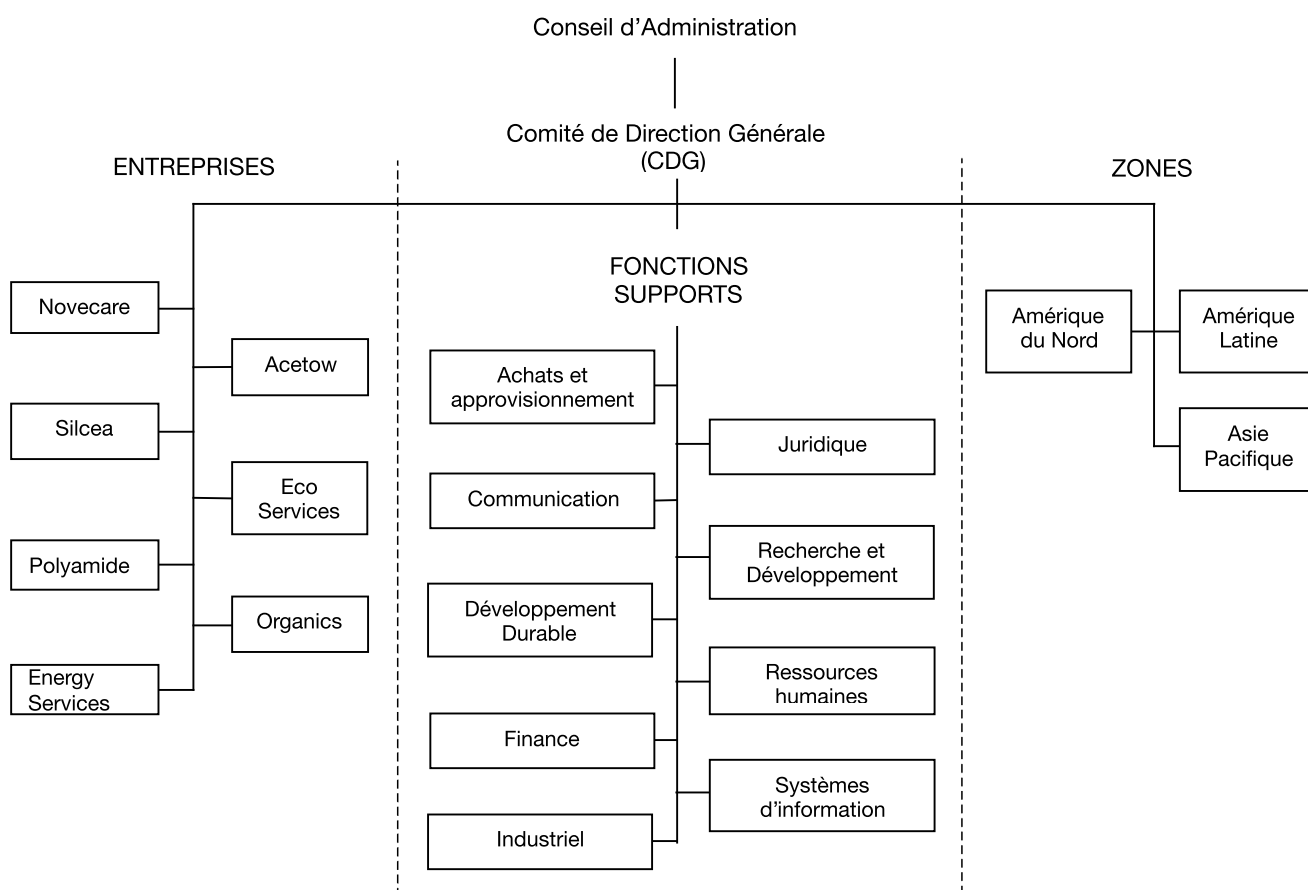 Conseil d'Administration
Comité de Direction Générale
(CDG)
ENTREPRISES
Novecare
Acetow
Silcea
Eco
Services
Polyamide
Organics
Energy
Services
FONCTIONS
SUPPORTS
Achats et
approvisionnement
Juridique
Communication
Recherche et
Développement
Développement
Durable
Ressources
humaines
Finance
Systèmes
d'information
Industriel
ZONES
Amérique
du Nord
Amérique
Latine
Asie
Pacifique